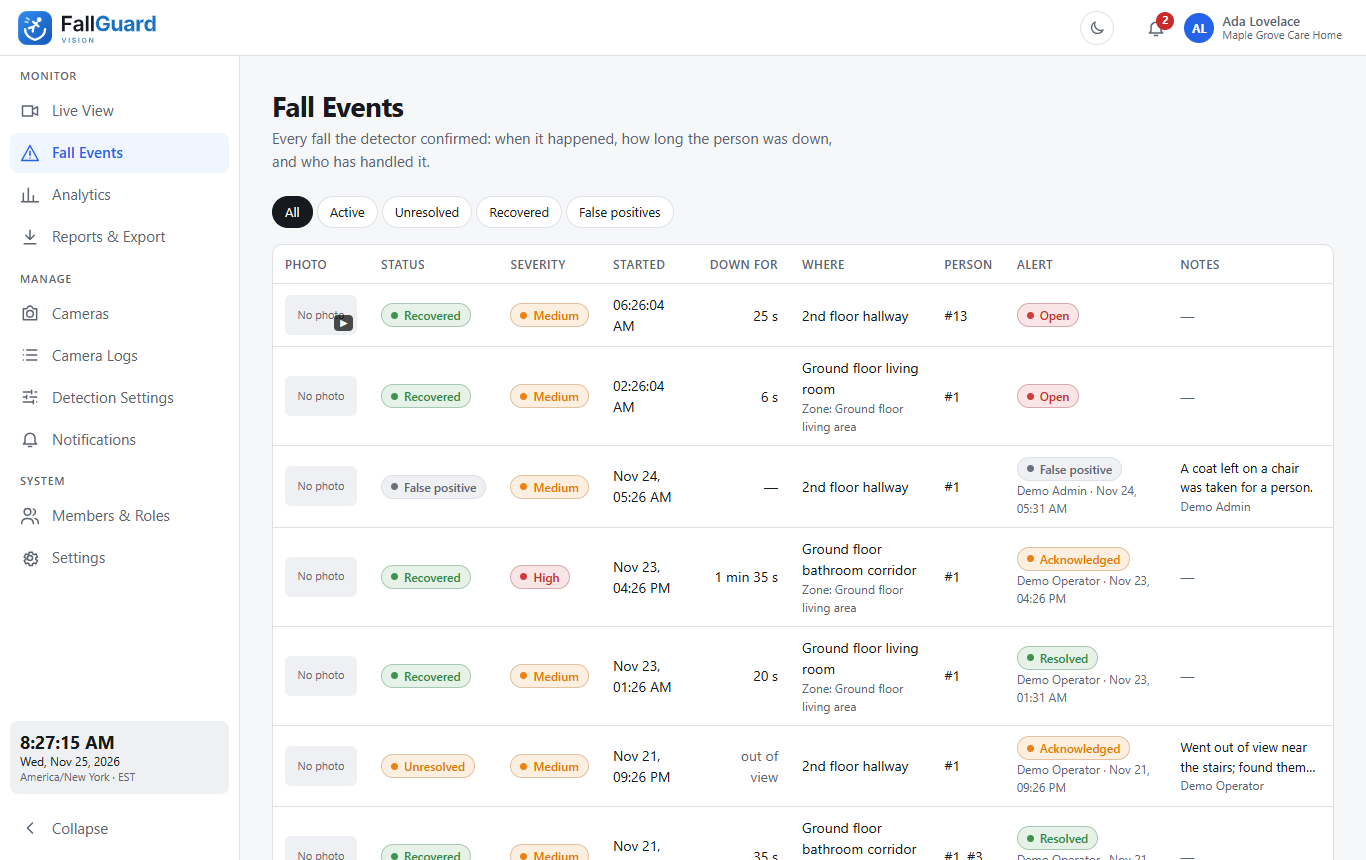 FallGuard
VISION
2
AL
Ada Lovelace
Maple Grove Care Home
MONITOR
Live View
Fall Events
Analytics
Reports & Export
MANAGE
Cameras
Camera Logs
Detection Settings
Notifications
SYSTEM
Members & Roles
Settings
8:27:15 AM
Wed, Nov 25, 2026
America/New York · EST
Collapse
Fall Events
Every fall the detector confirmed: when it happened, how long the person was down,
and who has handled it.
All Active Unresolved Recovered False positives
PHOTO STATUS SEVERITY STARTED DOWN FOR WHERE PERSON ALERT NOTES
No photo Recovered Medium 06:26:04 AM 25 s 2nd floor hallway #13 Open —
No photo Recovered Medium 02:26:04 AM 6 s Ground floor living room #1 Open —
Zone: Ground floor living area
No photo False positive Medium Nov 24, 05:26 AM — 2nd floor hallway #1 False positive
Demo Admin · Nov 24, 05:31 AM
A coat left on a chair
was taken for a person.
Demo Admin
No photo Recovered High Nov 23, 04:26 PM 1 min 35 s Ground floor bathroom corridor #1 Acknowledged —
Zone: Ground floor living area
Demo Operator · Nov 23, 04:26 PM
No photo Recovered Medium Nov 23, 01:26 AM 20 s Ground floor living room #1 Resolved —
Zone: Ground floor living area
Demo Operator · Nov 23, 01:31 AM
No photo Unresolved Medium Nov 21, 09:26 PM out of view 2nd floor hallway #1 Acknowledged
Demo Operator · Nov 21, 09:26 PM
Went out of view near
the stairs; found them...
Demo Operator
No photo Recovered Medium Nov 21, 35 s Ground floor bathroom corridor #1, #3 Resolved —
Demo Operator · Nov 21,